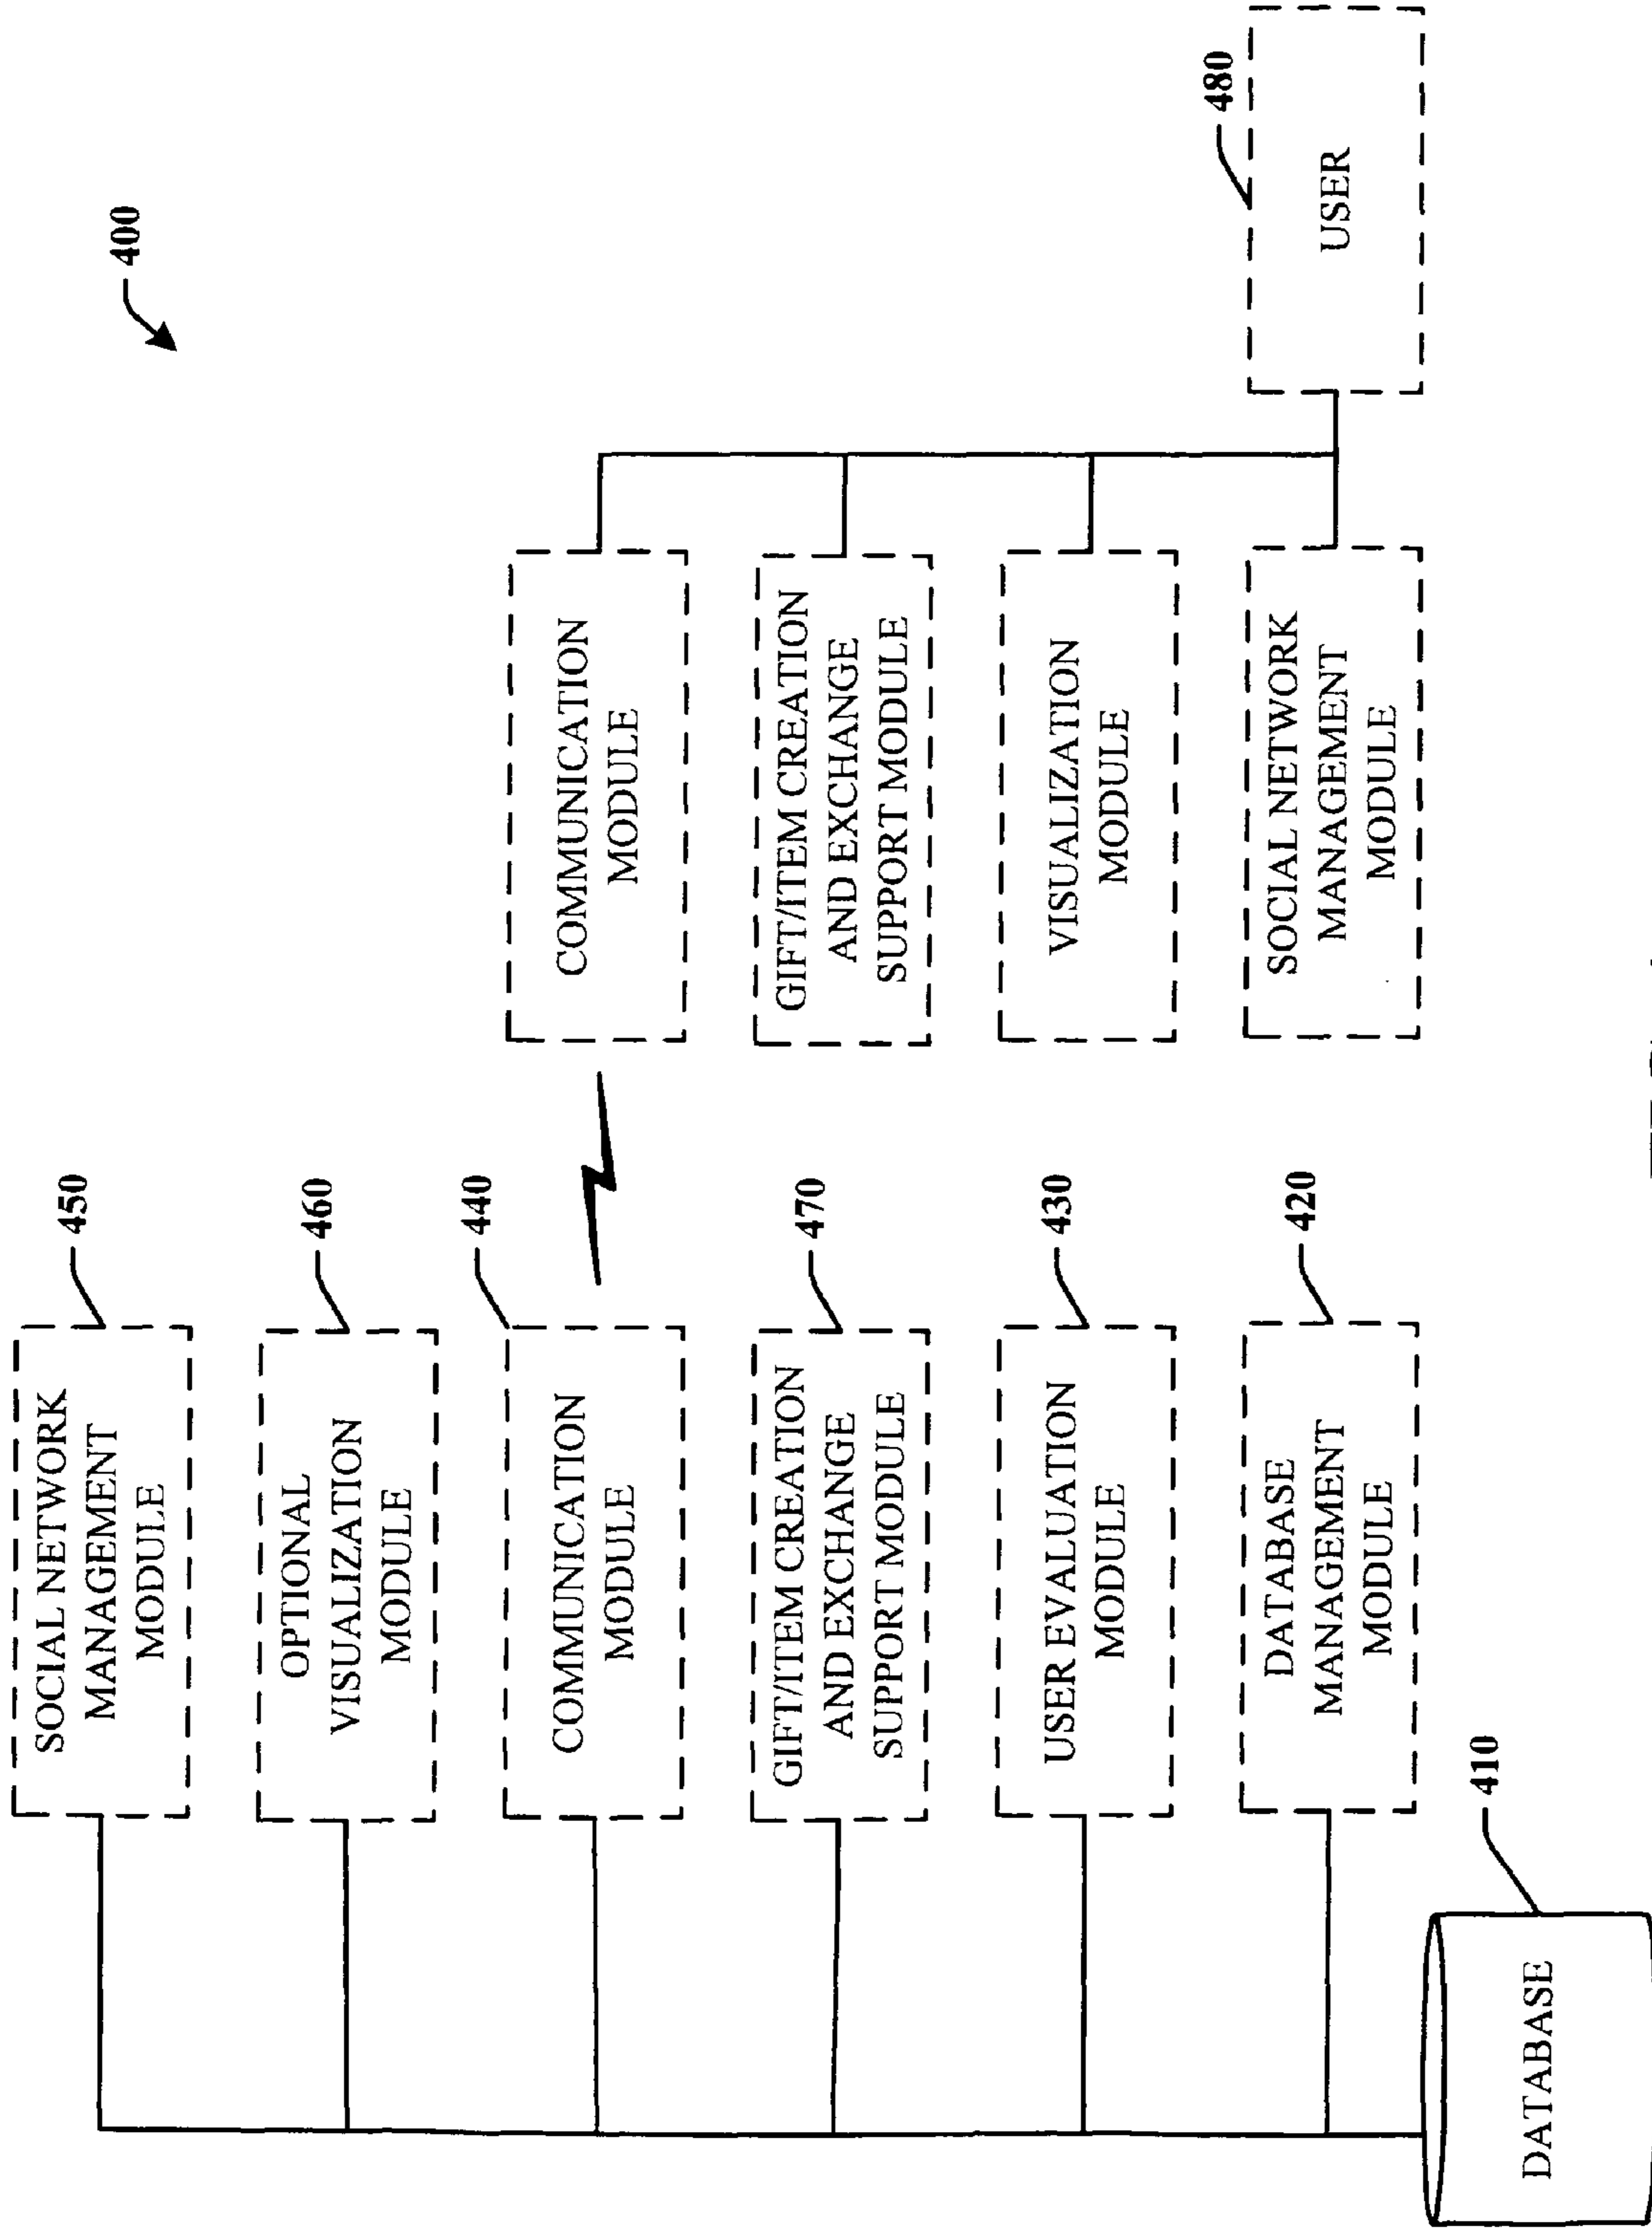 SOCIAL NETWORK
MANAGEMENT
MODULE
450
400
OPTIONAL
VISUALIZATION
MODULE
460
COMMUNICATION
MODULE
440
COMMUNICATION
MODULE
GIFT/ITEM CREATION
AND EXCHANGE
SUPPORT MODULE
470
GIFT/ITEM CREATION
AND EXCHANGE
SUPPORT MODULE
USER EVALUATION
MODULE
430
VISUALIZATION
MODULE
DATABASE
MANAGEMENT
MODULE
420
SOCIAL NETWORK
MANAGEMENT
MODULE
480
USER
410
DATABASE